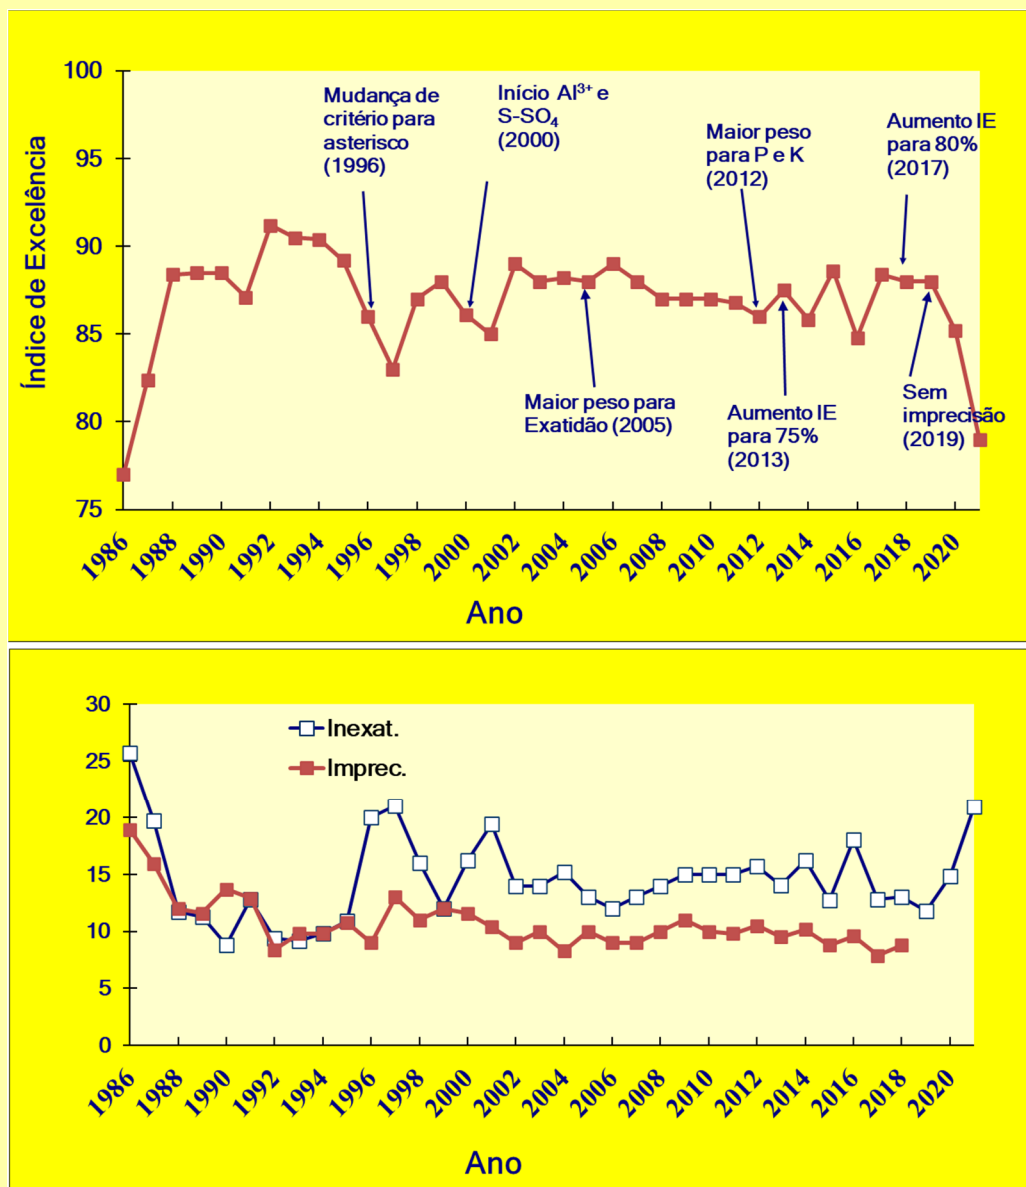 100
95
90
85
80
75
Índice de Excelência
Mudança de
critério para
asterisco
(1996)
Início Al³⁺ e
S-SO₄
(2000)
Maior peso
para P e K
(2012)
Aumento IE
para 80%
(2017)
Maior peso para
Exatidão (2005)
Aumento IE
para 75%
(2013)
Sem
imprecisão
(2019)
1986
1988
1990
1992
1994
1996
1998
2000
2002
2004
2006
2008
2010
2012
2014
2016
2018
2020
Ano
30
25
20
15
10
5
0
Inexat.
Imprec.
1986
1988
1990
1992
1994
1996
1998
2000
2002
2004
2006
2008
2010
2012
2014
2016
2018
2020
Ano